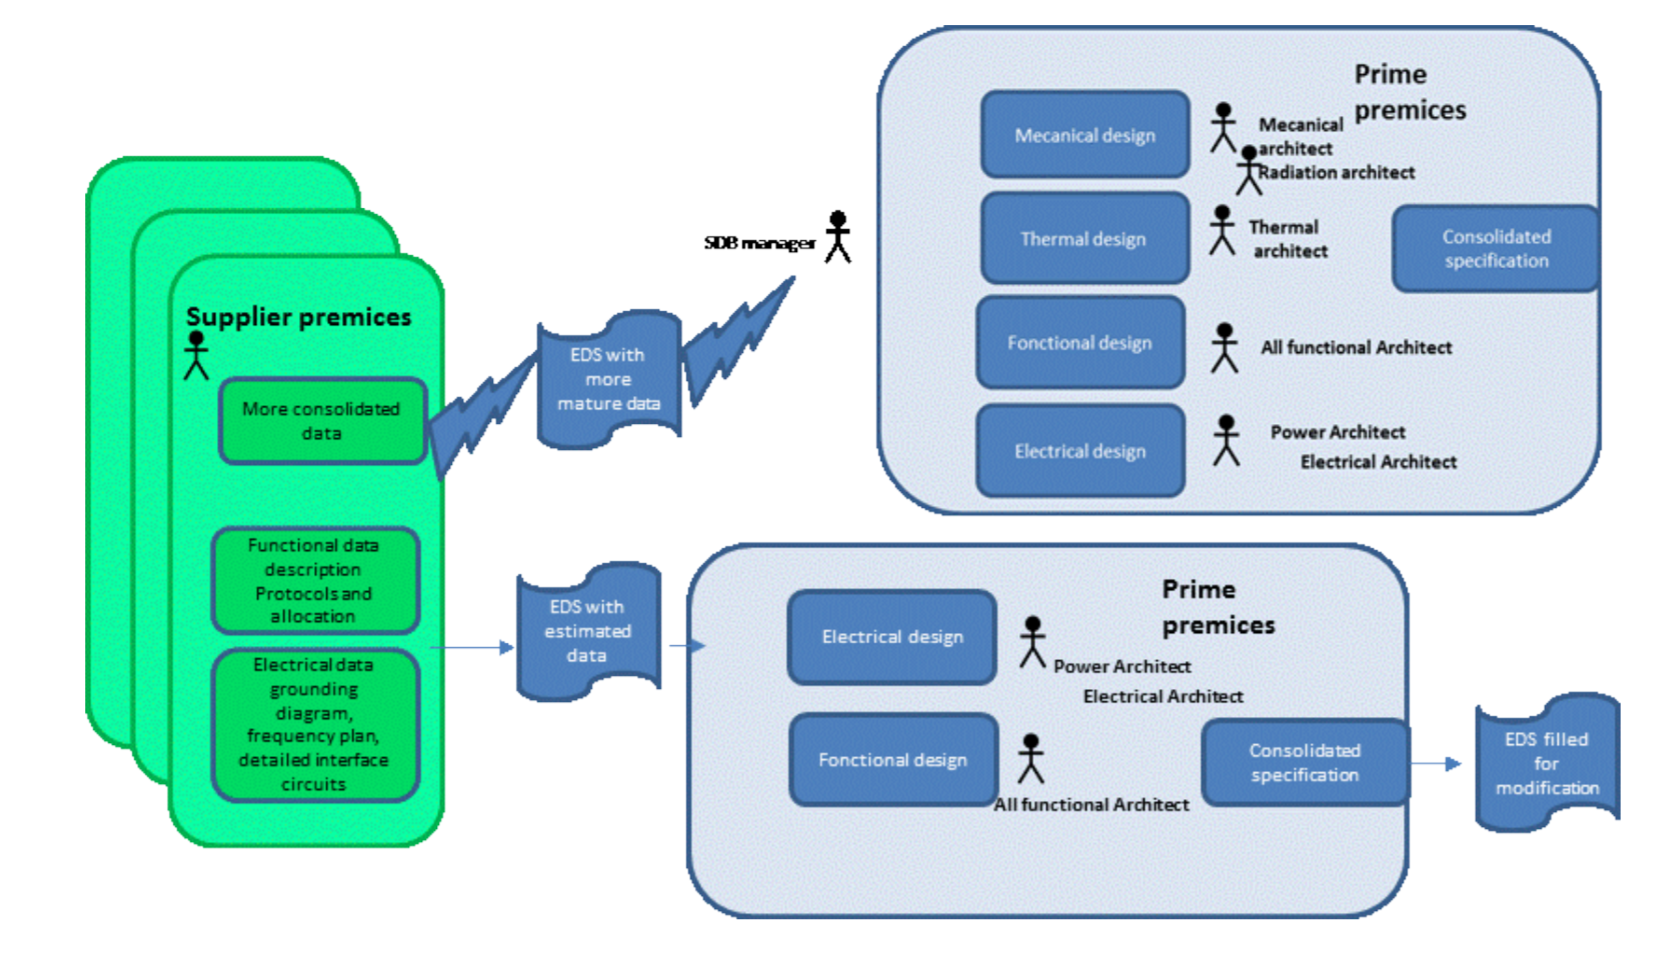 Prime
premices
Mecanical design
Mecanical
architect
Radiation architect
Thermal design
Thermal
architect
Consolidated
specification
SDB manager
Fonctional design
All functional Architect
Electrical design
Power Architect
Electrical Architect
Supplier premices
More consolidated
data
EDS with
more
mature data
Functional data
description
Protocols and
allocation
Electrical data
grounding
diagram,
frequency plan,
detailed interface
circuits
EDS with
estimated
data
Prime
premices
Electrical design
Power Architect
Electrical Architect
Fonctional design
All functional Architect
Consolidated
specification
EDS filled
for
modification